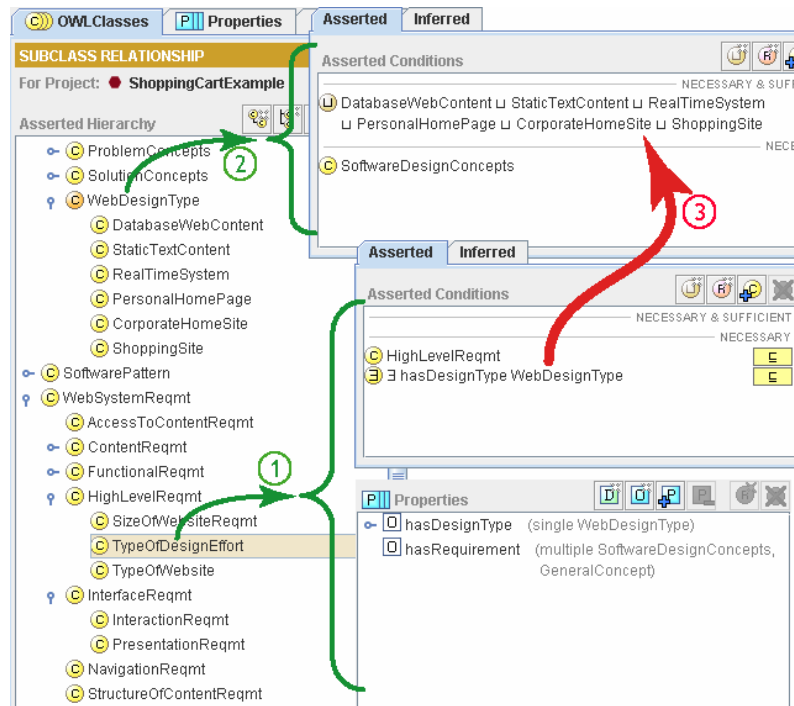 OWLClasses
Properties
SUBCLASS RELATIONSHIP
For Project: ShoppingCartExample
Asserted Hierarchy
C ProblemConcepts
C SolutionConcepts
C WebDesignType
C DatabaseWebContent
C StaticTextContent
C RealTimeSystem
C PersonalHomePage
C CorporateHomeSite
C ShoppingSite
C SoftwarePattern
C WebSystemReqmt
C AccessToContentReqmt
C ContentReqmt
C FunctionalReqmt
C HighLevelReqmt
C SizeOfWebsiteReqmt
C TypeOfDesignEffort
C TypeOfWebsite
C InterfaceReqmt
C InteractionReqmt
C PresentationReqmt
C NavigationReqmt
C StructureOfContentReqmt
2
1
Asserted Inferred
Asserted Conditions
NECESSARY & SUFFI
DatabaseWebContent ⊔ StaticTextContent ⊔ RealTimeSystem
⊔ PersonalHomePage ⊔ CorporateHomeSite ⊔ ShoppingSite
NECE
C SoftwareDesignConcepts
3
Asserted Inferred
Asserted Conditions
NECESSARY & SUFFICIENT
NECESSARY
C HighLevelReqmt ⊑
∃ ∃ hasDesignType WebDesignType ⊑
P Properties
O hasDesignType (single WebDesignType)
O hasRequirement (multiple SoftwareDesignConcepts,
GeneralConcept)